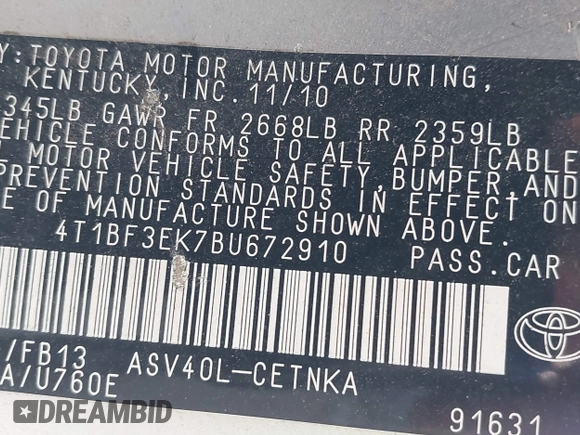 Y:TOYOTA MOTOR MANUFACTURING,
KENTUCKY, INC. 11/10
345LB GAWR FR 2668LB RR 2359LB
VEHICLE CONFORMS TO ALL APPLICABLE
MOTOR VEHICLE SAFETY, BUMPER, AND
PREVENTION STANDARDS IN EFFECT ON
E OF MANUFACTURE SHOWN ABOVE.
4T1BF3EK7BU672910 PASS.CAR
/FB13 ASV40L-CETNKA
A/U760E
91631
DREAMBID